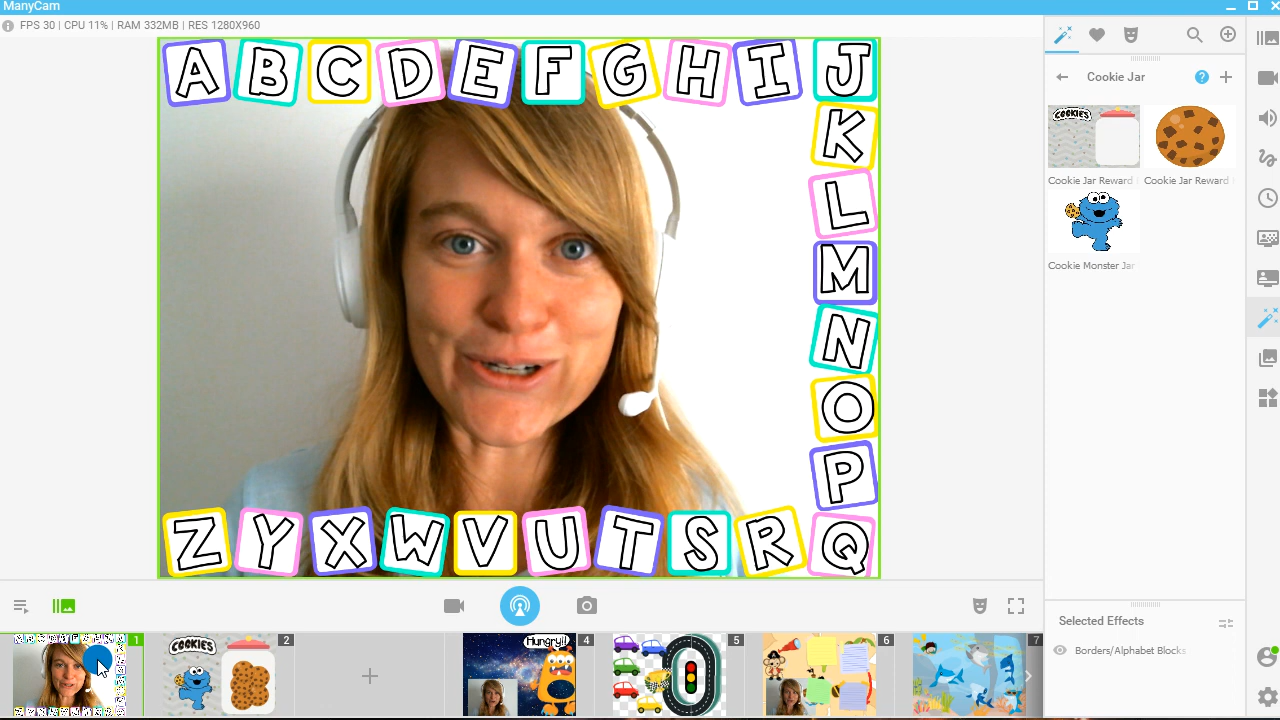 ManyCam
FPS 30 | CPU 11% | RAM 332MB | RES 1280X960
A B C D E F G H I J
K
L
M
N
O
P
Z Y X W V U T S R Q
Cookie Jar
?
COOKIES
Cookie Jar Reward
Cookie Jar Reward
Cookie Monster Jar
Selected Effects
Borders/Alphabet Blocks
1
COOKIES
2
Hungry!!
4
5
6
7